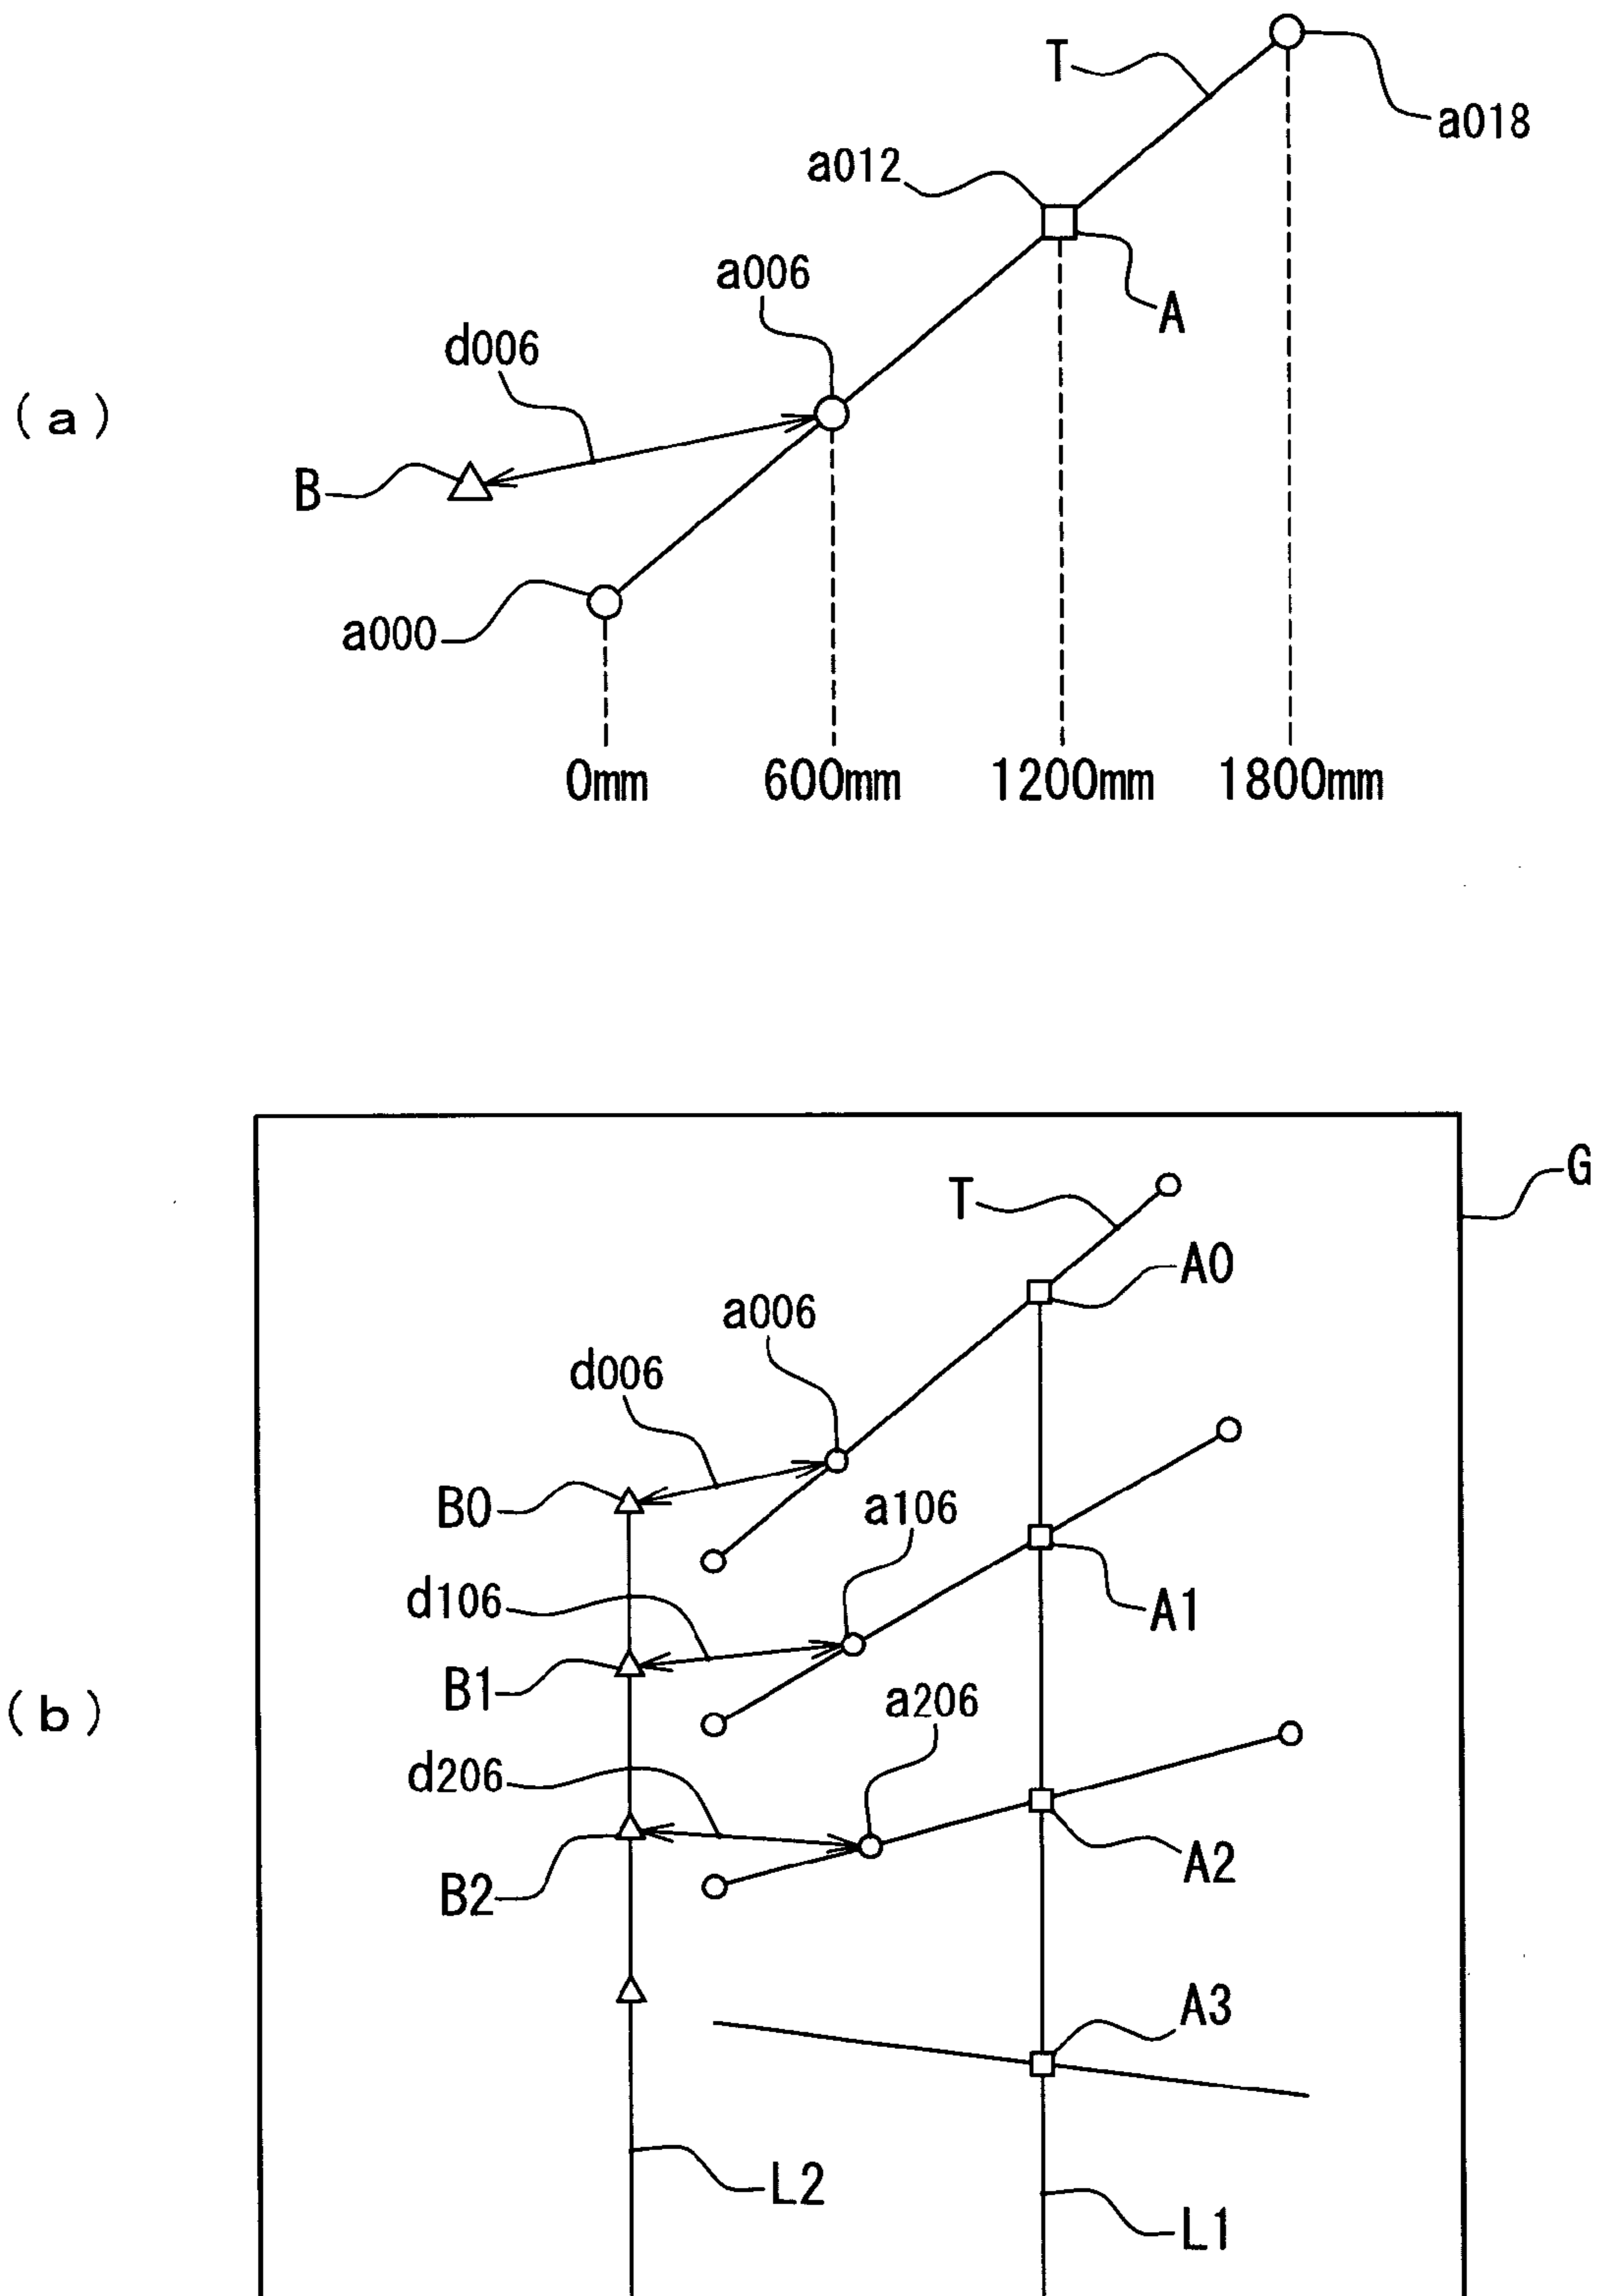 T
a018
a012
a006
A
d006
(a)
B
a000
0mm 600mm 1200mm 1800mm
G
T
A0
a006
d006
B0
a106
d106
A1
B1
a206
(b)
d206
A2
B2
A3
L2
L1